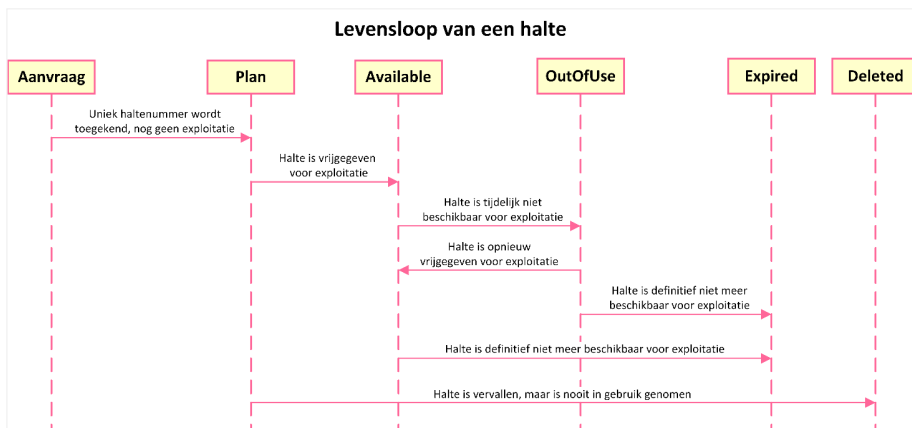 Levensloop van een halte
Aanvraag
Plan
Available
OutOfUse
Expired
Deleted
Uniek haltenummer wordt
toegekend, nog geen exploitatie
Halte is vrijgegeven
voor exploitatie
Halte is tijdelijk niet
beschikbaar voor exploitatie
Halte is opnieuw
vrijgegeven voor exploitatie
Halte is definitief niet meer
beschikbaar voor exploitatie
Halte is definitief niet meer beschikbaar voor exploitatie
Halte is vervallen, maar is nooit in gebruik genomen